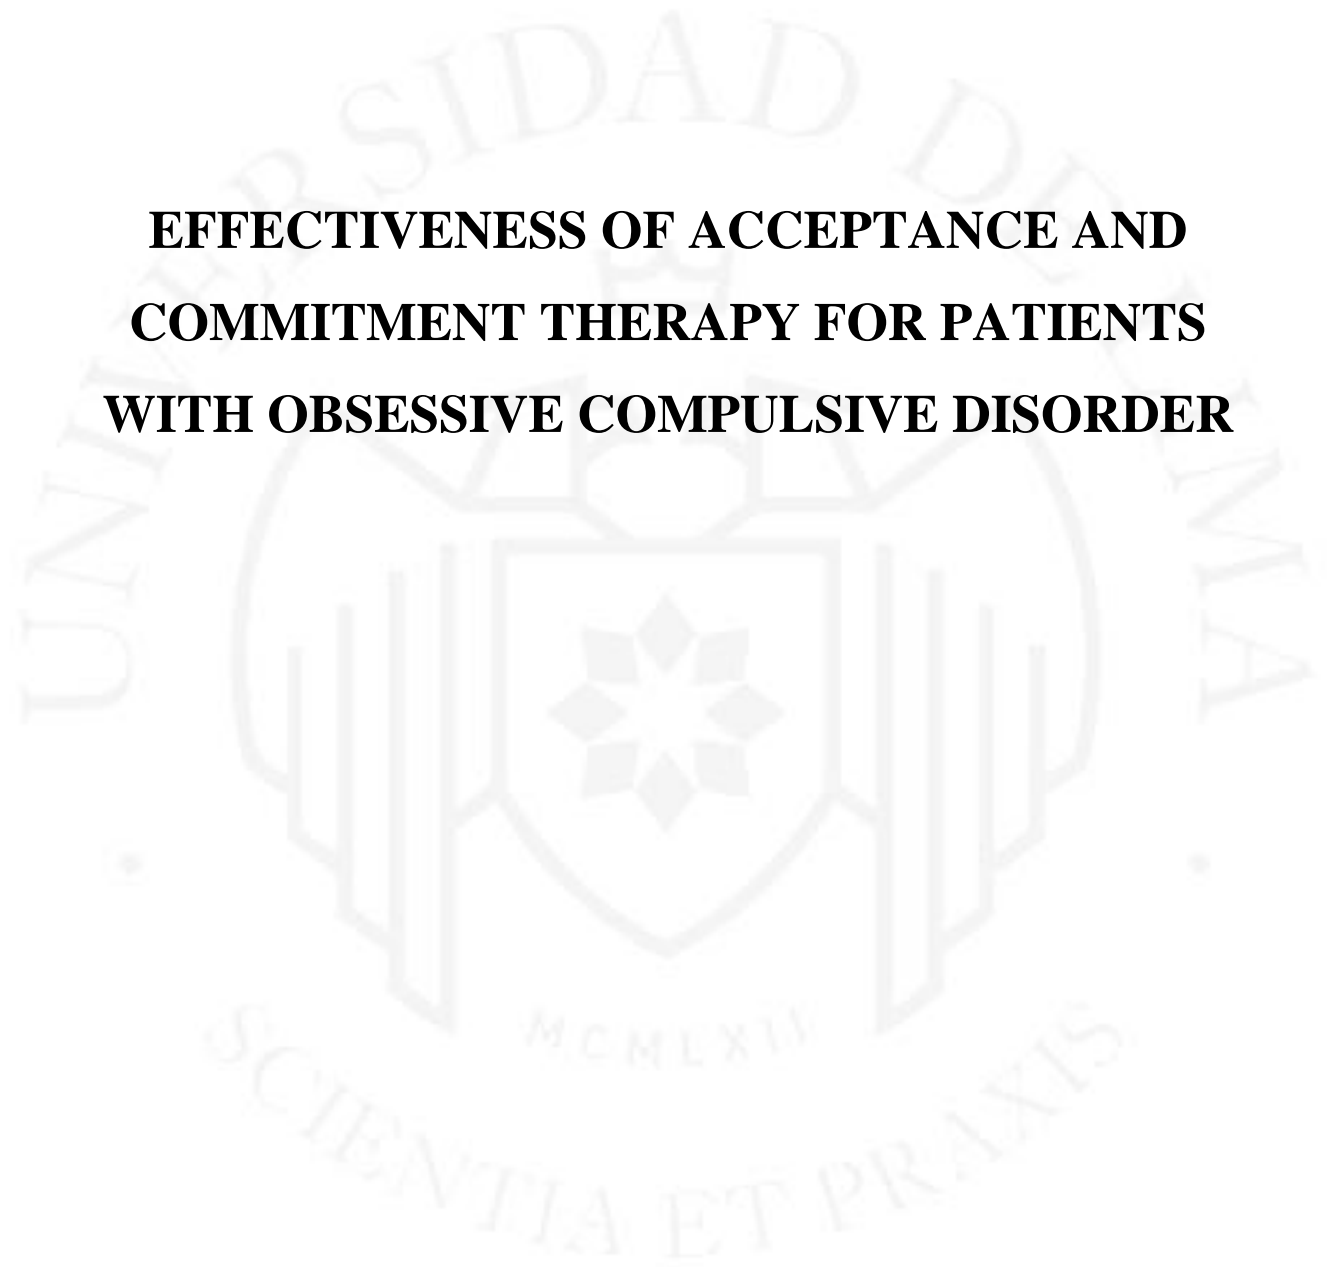 UNIVERSIDAD DE LIMA
EFFECTIVENESS OF ACCEPTANCE AND
COMMITMENT THERAPY FOR PATIENTS
WITH OBSESSIVE COMPULSIVE DISORDER
MCMLXII
SCIENTIA ET PRAXIS